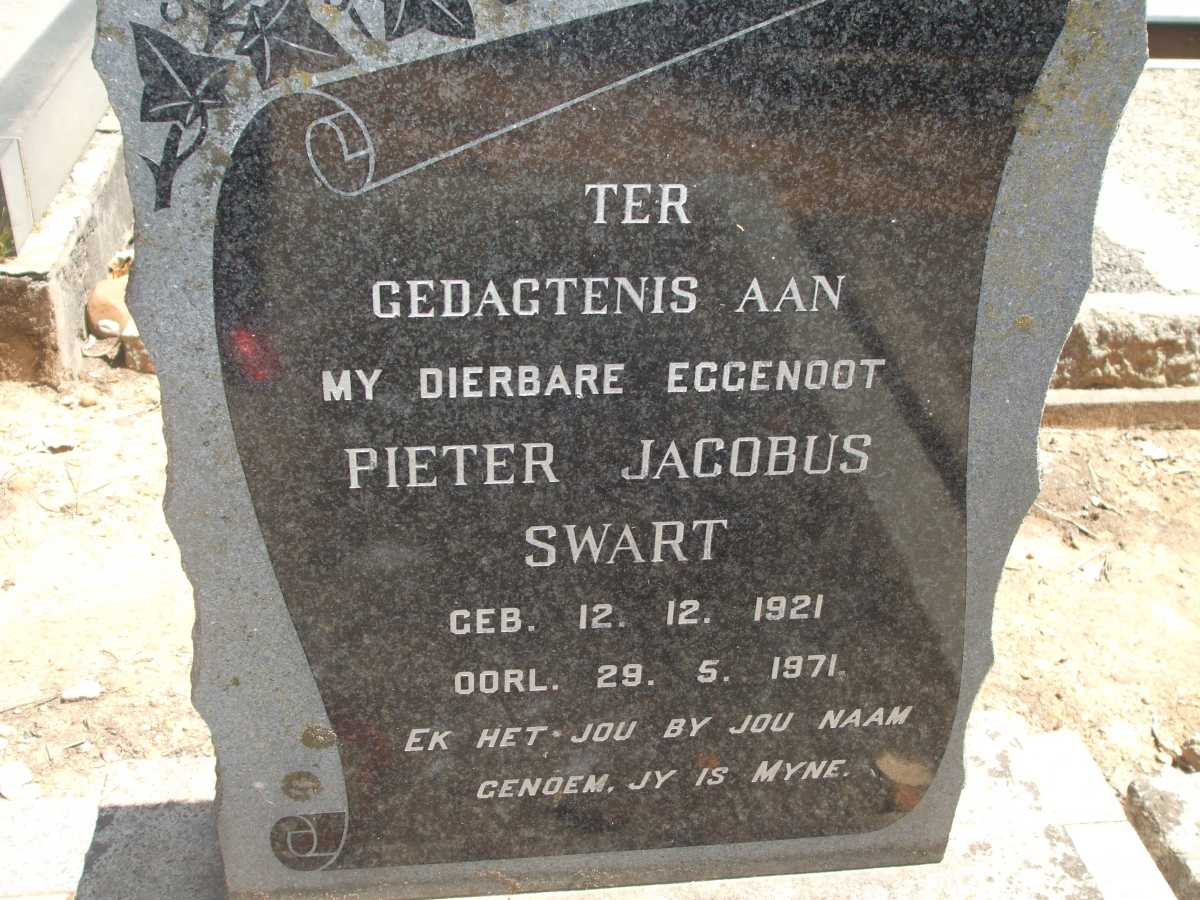 TER
GEDAGTENIS AAN
MY DIERBARE EGGENOOT
PIETER JACOBUS
SWART
GEB. 12. 12. 1921
OORL. 29. 5. 1971.
EK HET JOU BY JOU NAAM
GENOEM, JY IS MYNE.